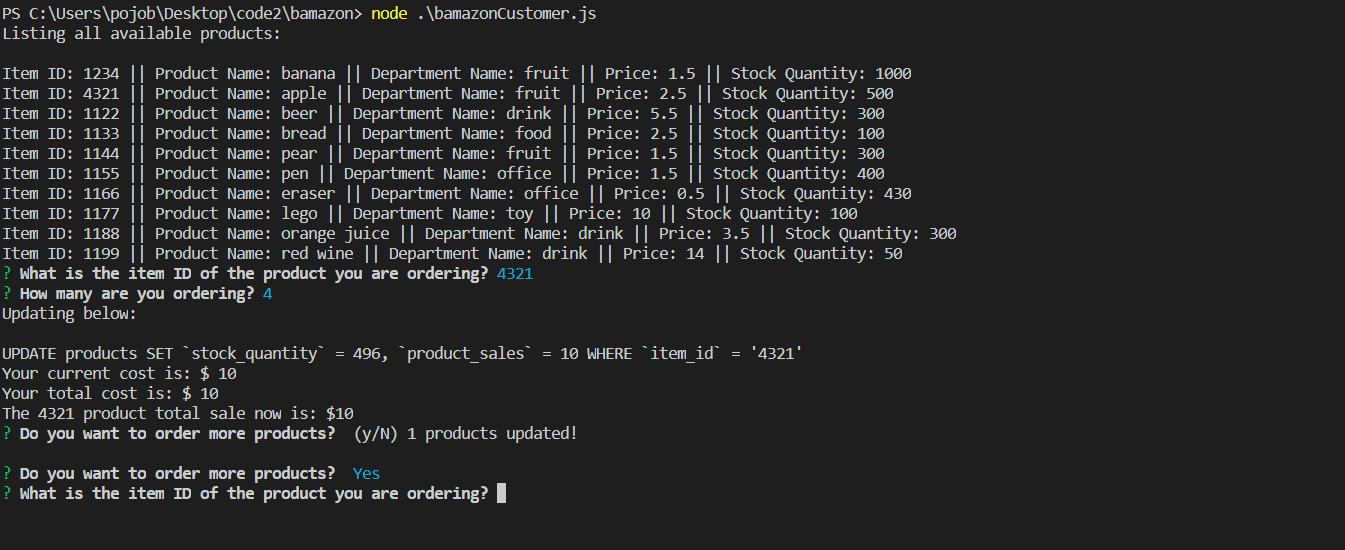 PS C:\Users\pojob\Desktop\code2\bamazon> node .\bamazonCustomer.js
Listing all available products:
Item ID: 1234 || Product Name: banana || Department Name: fruit || Price: 1.5 || Stock Quantity: 1000
Item ID: 4321 || Product Name: apple || Department Name: fruit || Price: 2.5 || Stock Quantity: 500
Item ID: 1122 || Product Name: beer || Department Name: drink || Price: 5.5 || Stock Quantity: 300
Item ID: 1133 || Product Name: bread || Department Name: food || Price: 2.5 || Stock Quantity: 100
Item ID: 1144 || Product Name: pear || Department Name: fruit || Price: 1.5 || Stock Quantity: 300
Item ID: 1155 || Product Name: pen || Department Name: office || Price: 1.5 || Stock Quantity: 400
Item ID: 1166 || Product Name: eraser || Department Name: office || Price: 0.5 || Stock Quantity: 430
Item ID: 1177 || Product Name: lego || Department Name: toy || Price: 10 || Stock Quantity: 100
Item ID: 1188 || Product Name: orange juice || Department Name: drink || Price: 3.5 || Stock Quantity: 300
Item ID: 1199 || Product Name: red wine || Department Name: drink || Price: 14 || Stock Quantity: 50
? What is the item ID of the product you are ordering? 4321
? How many are you ordering? 4
Updating below:
UPDATE products SET `stock_quantity` = 496, `product_sales` = 10 WHERE `item_id` = '4321'
Your current cost is: $ 10
Your total cost is: $ 10
The 4321 product total sale now is: $10
? Do you want to order more products?  (y/N) 1 products updated!
? Do you want to order more products?  Yes
? What is the item ID of the product you are ordering?